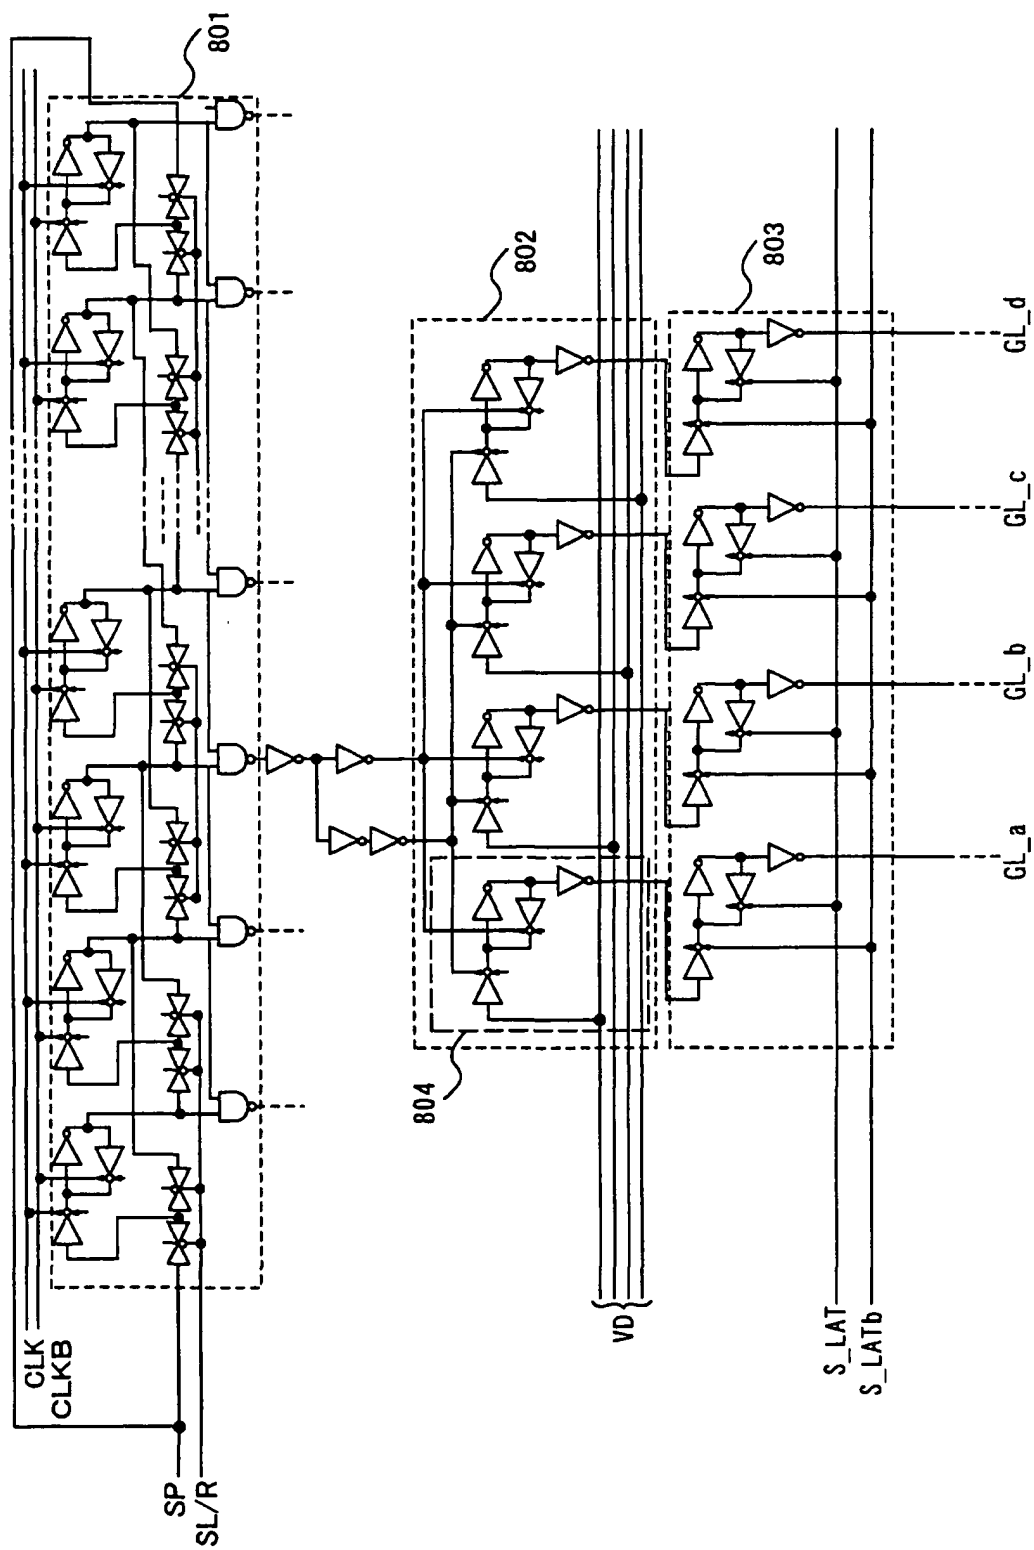 801
CLK
CLKB
SP
SL/R
802
804
VD
803
S_LAT
S_LATb
GL_a
GL_b
GL_c
GL_d